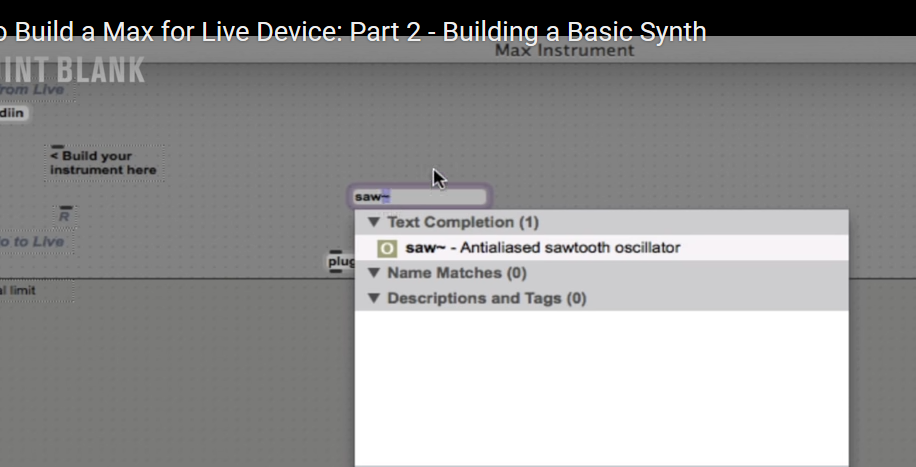 o Build a Max for Live Device: Part 2 - Building a Basic Synth
Max Instrument
INT BLANK
rom Live
diin
< Build your
instrument here
saw~
R
Text Completion (1)
o to Live
saw~ - Antialiased sawtooth oscillator
plug
Name Matches (0)
al limit
Descriptions and Tags (0)